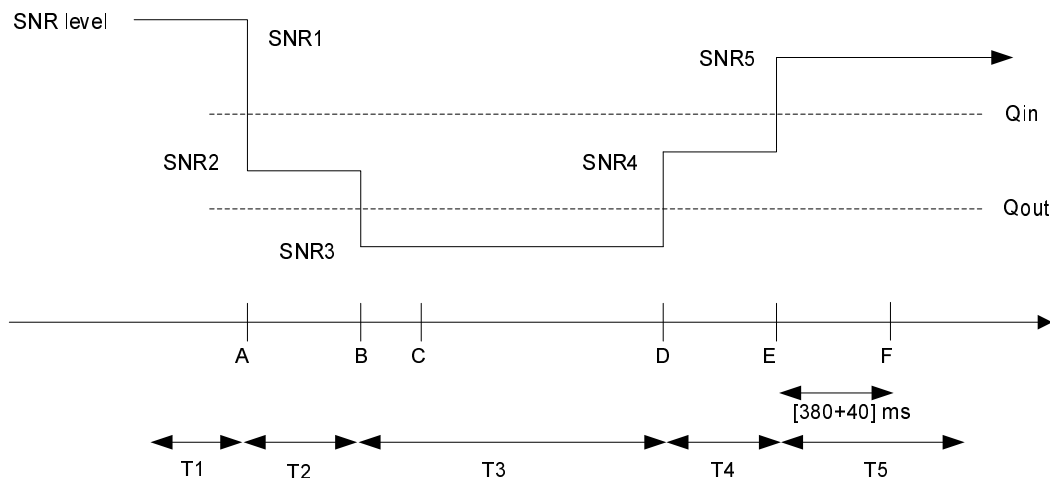 SNR level
SNR1
SNR5
Qin
SNR2
SNR4
Qout
SNR3
A B C D E F
[380+40] ms
T1 T2 T3 T4 T5